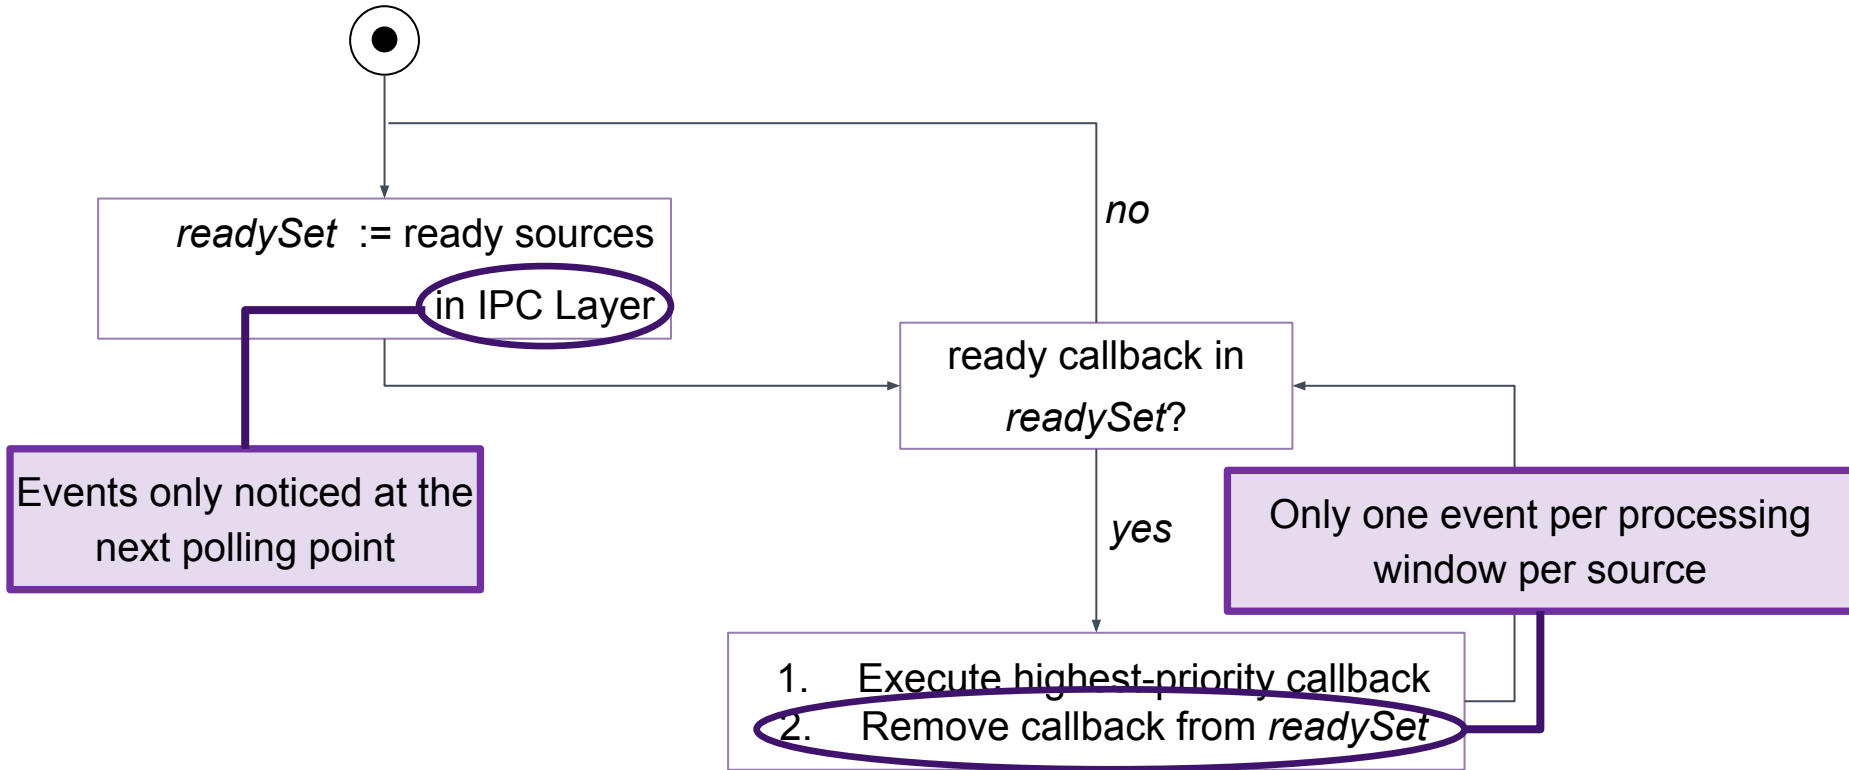 readySet := ready sources
in IPC Layer
no
ready callback in
readySet?
Events only noticed at the
next polling point
yes
Only one event per processing
window per source
1. Execute highest-priority callback
2. Remove callback from readySet